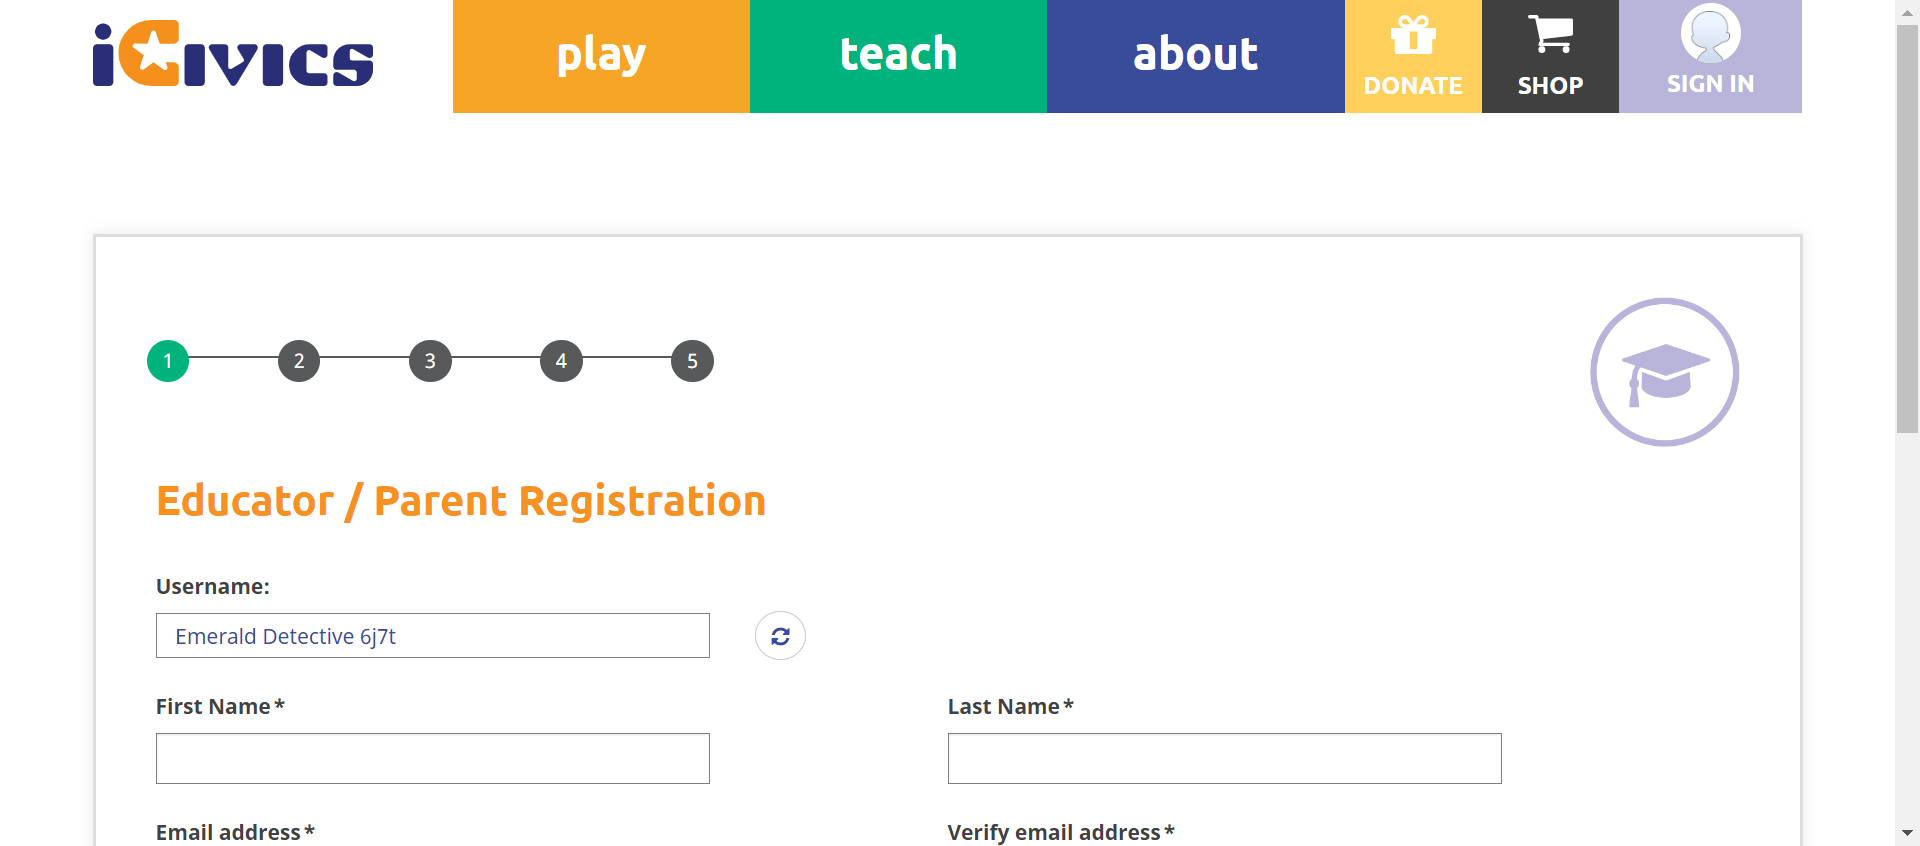 iCivics
play
teach
about
DONATE
SHOP
SIGN IN
1
2
3
4
5
Educator / Parent Registration
Username:
Emerald Detective 6j7t
First Name*
Last Name*
Email address*
Verify email address*